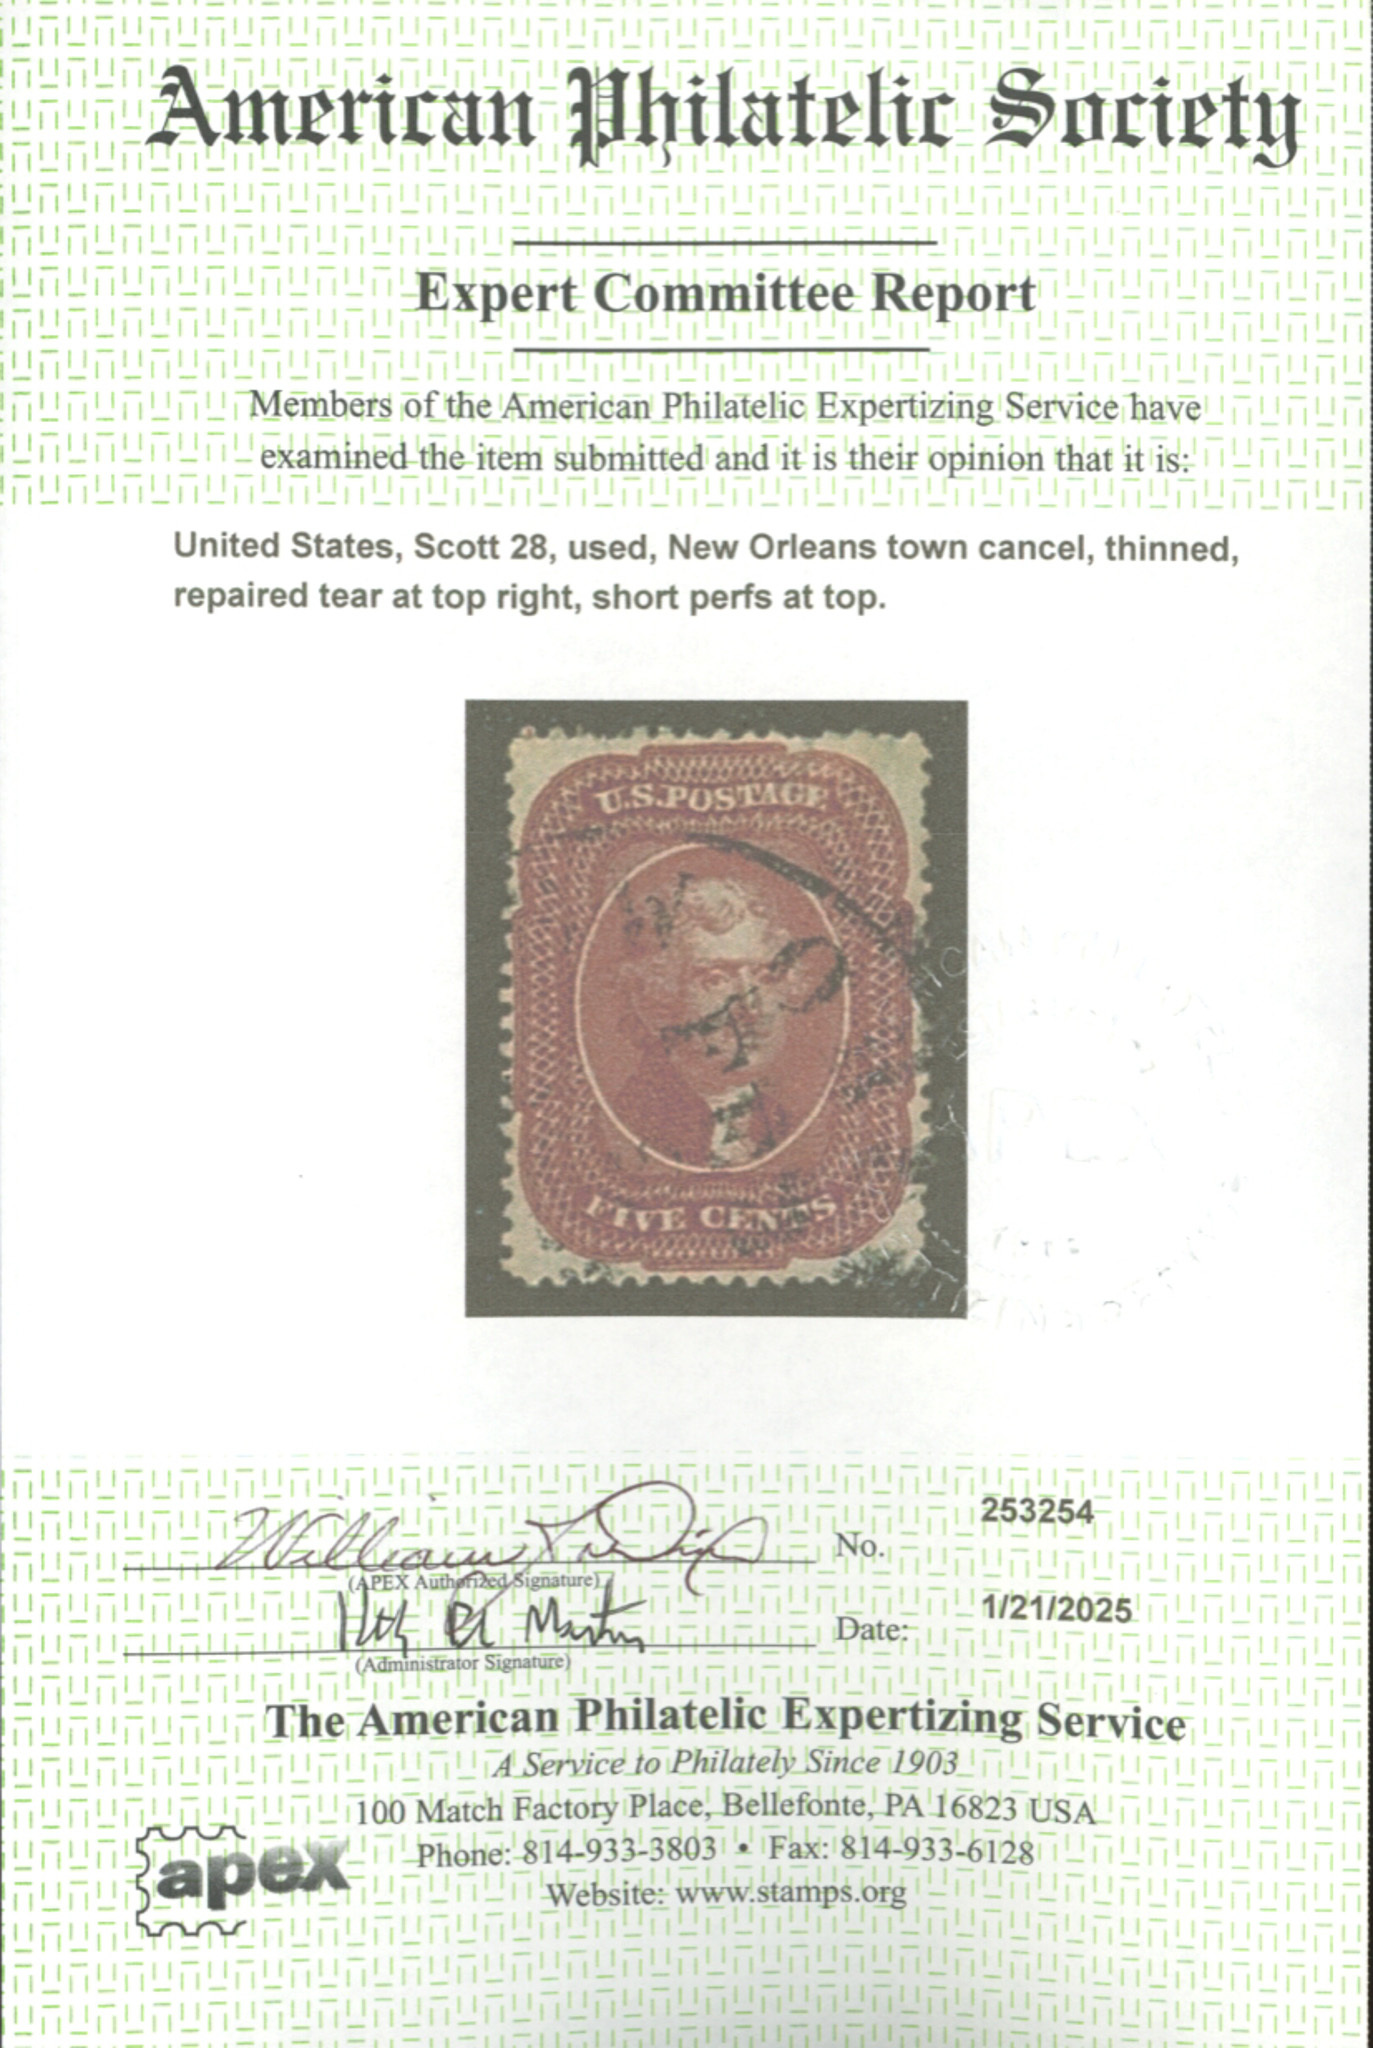 American Philatelic Society
Expert Committee Report
Members of the American Philatelic Expertizing Service have
examined the item submitted and it is their opinion that it is:
United States, Scott 28, used, New Orleans town cancel, thinned,
repaired tear at top right, short perfs at top.
U.S. POSTAGE
FIVE CENTS
253254
No.
(APEX Authorized Signature)
1/21/2025
Date:
(Administrator Signature)
The American Philatelic Expertizing Service
A Service to Philately Since 1903
100 Match Factory Place, Bellefonte, PA 16823 USA
Phone: 814-933-3803 • Fax: 814-933-6128
Website: www.stamps.org
apex